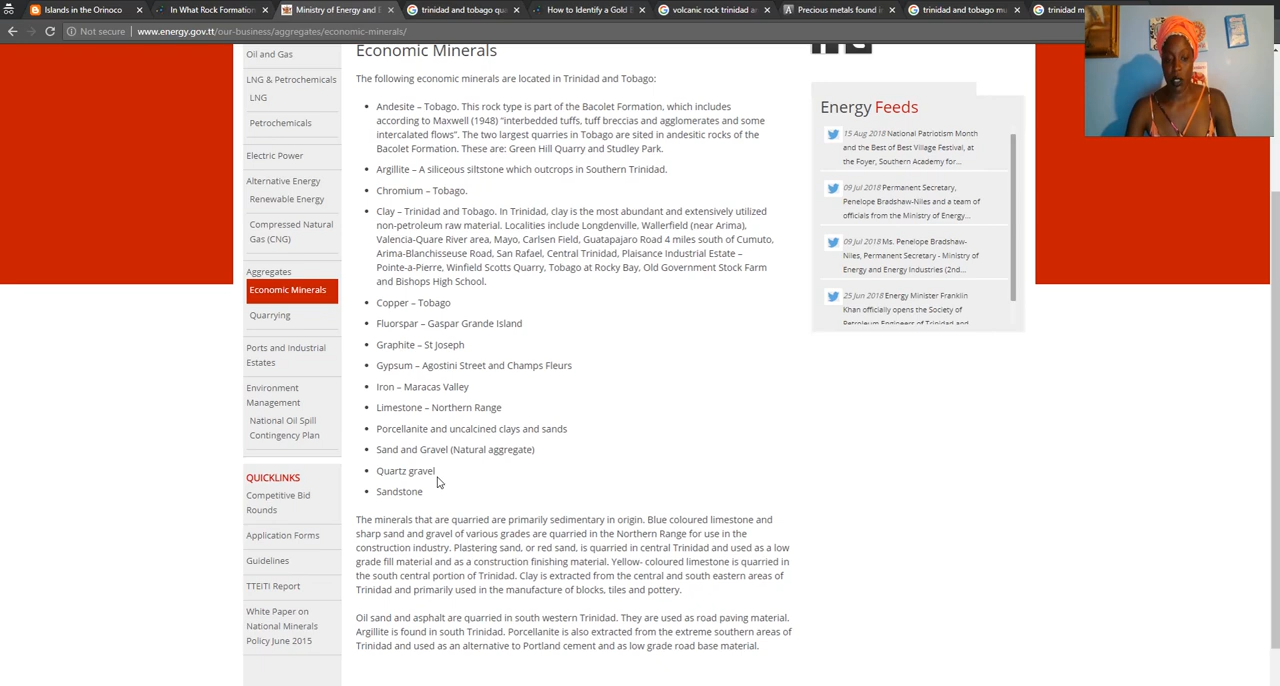 Islands in the Orinoco
In What Rock Formation
Ministry of Energy and E
trinidad and tobago qu
How to Identify a Gold E
volcanic rock trinidad a
Precious metals found i
trinidad and tobago mu
trinidad m
Not secure | www.energy.gov.tt/our-business/aggregates/economic-minerals/
Oil and Gas
LNG & Petrochemicals
LNG
Petrochemicals
Electric Power
Alternative Energy
Renewable Energy
Compressed Natural
Gas (CNG)
Aggregates
Economic Minerals
Quarrying
Ports and Industrial
Estates
Environment
Management
National Oil Spill
Contingency Plan
QUICKLINKS
Competitive Bid
Rounds
Application Forms
Guidelines
TTEITI Report
White Paper on
National Minerals
Policy June 2015
Economic Minerals
The following economic minerals are located in Trinidad and Tobago:
Andesite – Tobago. This rock type is part of the Bacolet Formation, which includes
according to Maxwell (1948) “interbedded tuffs, tuff breccias and agglomerates and some
intercalated flows”. The two largest quarries in Tobago are sited in andesitic rocks of the
Bacolet Formation. These are: Green Hill Quarry and Studley Park.
Argillite – A siliceous siltstone which outcrops in Southern Trinidad.
Chromium – Tobago.
Clay – Trinidad and Tobago. In Trinidad, clay is the most abundant and extensively utilized
non-petroleum raw material. Localities include Longdenville, Wallerfield (near Arima),
Valencia-Quare River area, Mayo, Carlsen Field, Guatapajaro Road 4 miles south of Cumuto,
Arima-Blanchisseuse Road, San Rafael, Central Trinidad, Plaisance Industrial Estate –
Pointe-a-Pierre, Winfield Scotts Quarry, Tobago at Rocky Bay, Old Government Stock Farm
and Bishops High School.
Copper – Tobago
Fluorspar – Gaspar Grande Island
Graphite – St Joseph
Gypsum – Agostini Street and Champs Fleurs
Iron – Maracas Valley
Limestone – Northern Range
Porcellanite and uncalcined clays and sands
Sand and Gravel (Natural aggregate)
Quartz gravel
Sandstone
The minerals that are quarried are primarily sedimentary in origin. Blue coloured limestone and
sharp sand and gravel of various grades are quarried in the Northern Range for use in the
construction industry. Plastering sand, or red sand, is quarried in central Trinidad and used as a low
grade fill material and as a construction finishing material. Yellow- coloured limestone is quarried in
the south central portion of Trinidad. Clay is extracted from the central and south eastern areas of
Trinidad and primarily used in the manufacture of blocks, tiles and pottery.
Oil sand and asphalt are quarried in south western Trinidad. They are used as road paving material.
Argillite is found in south Trinidad. Porcellanite is also extracted from the extreme southern areas of
Trinidad and used as an alternative to Portland cement and as low grade road base material.
Energy Feeds
15 Aug 2018 National Patriotism Month
and the Best of Best Village Festival, at
the Foyer, Southern Academy for...
09 Jul 2018 Permanent Secretary,
Penelope Bradshaw-Niles and a team of
officials from the Ministry of Energy...
09 Jul 2018 Ms. Penelope Bradshaw-
Niles, Permanent Secretary - Ministry of
Energy and Energy Industries (2nd...
25 Jun 2018 Energy Minister Franklin
Khan officially opens the Society of
Petroleum Engineers of Trinidad and